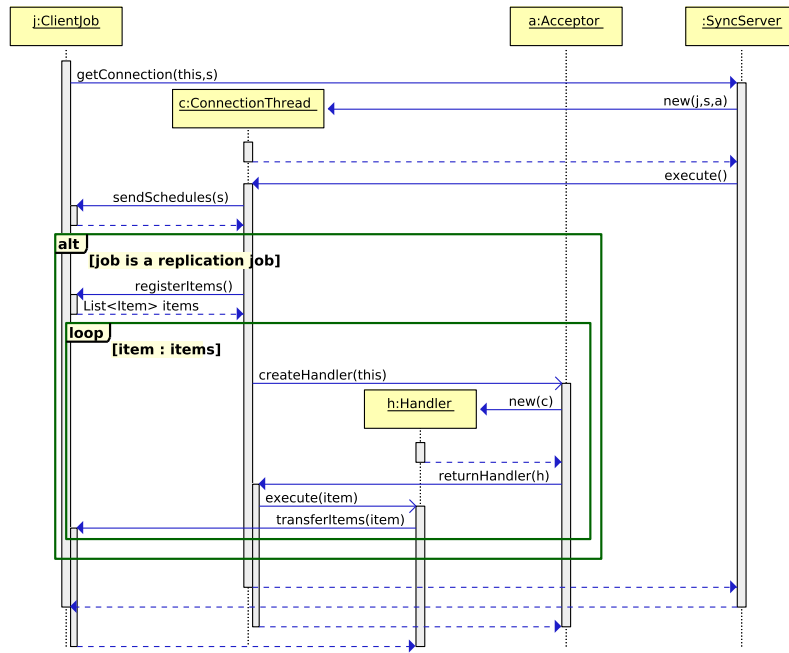 j:ClientJob
a:Acceptor
:SyncServer
getConnection(this,s)
c:ConnectionThread
new(j,s,a)
execute()
sendSchedules(s)
alt
[job is a replication job]
registerItems()
List<Item> items
loop
[item : items]
createHandler(this)
h:Handler
new(c)
returnHandler(h)
execute(item)
transferItems(item)